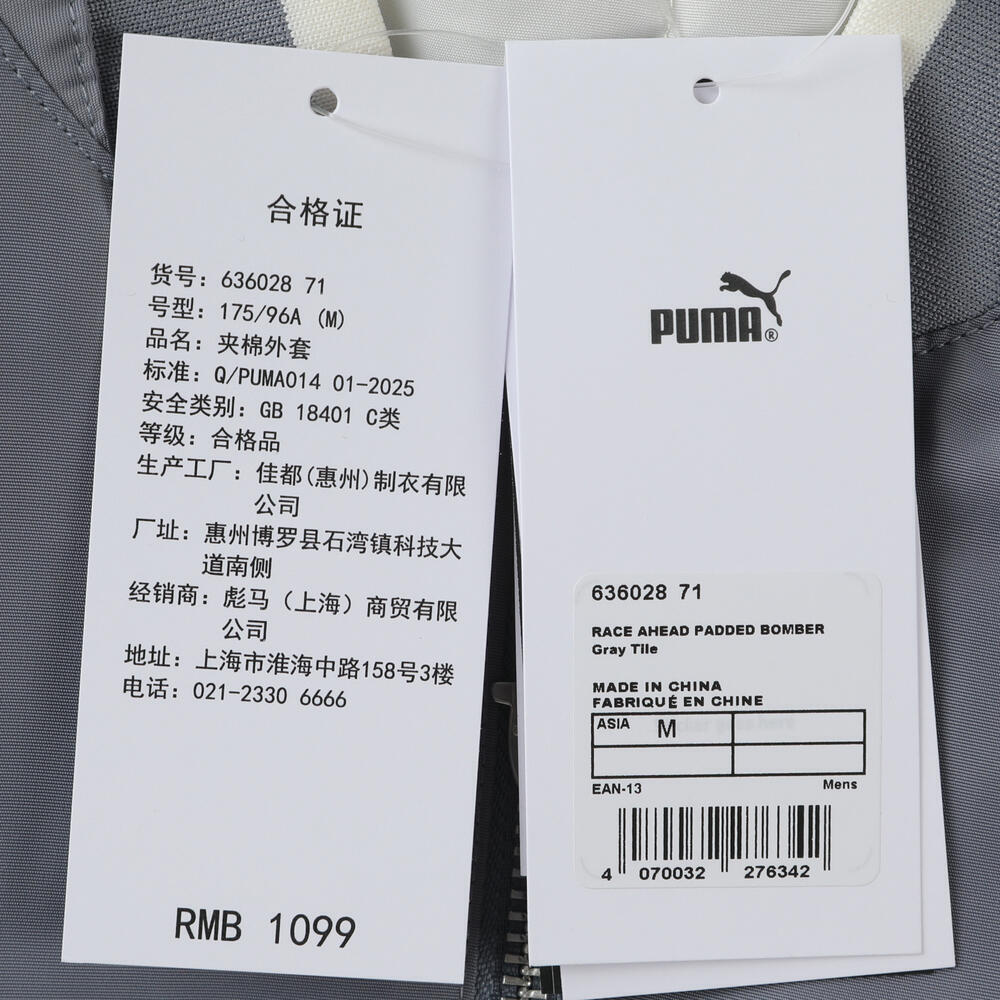 合格证
货号：636028 71
号型：175/96A (M)
品名：夹棉外套
标准：Q/PUMA014 01-2025
安全类别：GB 18401 C类
等级：合格品
生产工厂：佳都(惠州)制衣有限
公司
厂址：惠州博罗县石湾镇科技大
道南侧
经销商：彪马（上海）商贸有限
公司
地址：上海市淮海中路158号3楼
电话：021-2330 6666
RMB 1099
PUMA®
636028 71
RACE AHEAD PADDED BOMBER
Gray Tile
MADE IN CHINA
FABRIQUÉ EN CHINE
ASIA M
EAN-13 Mens
4 070032 276342